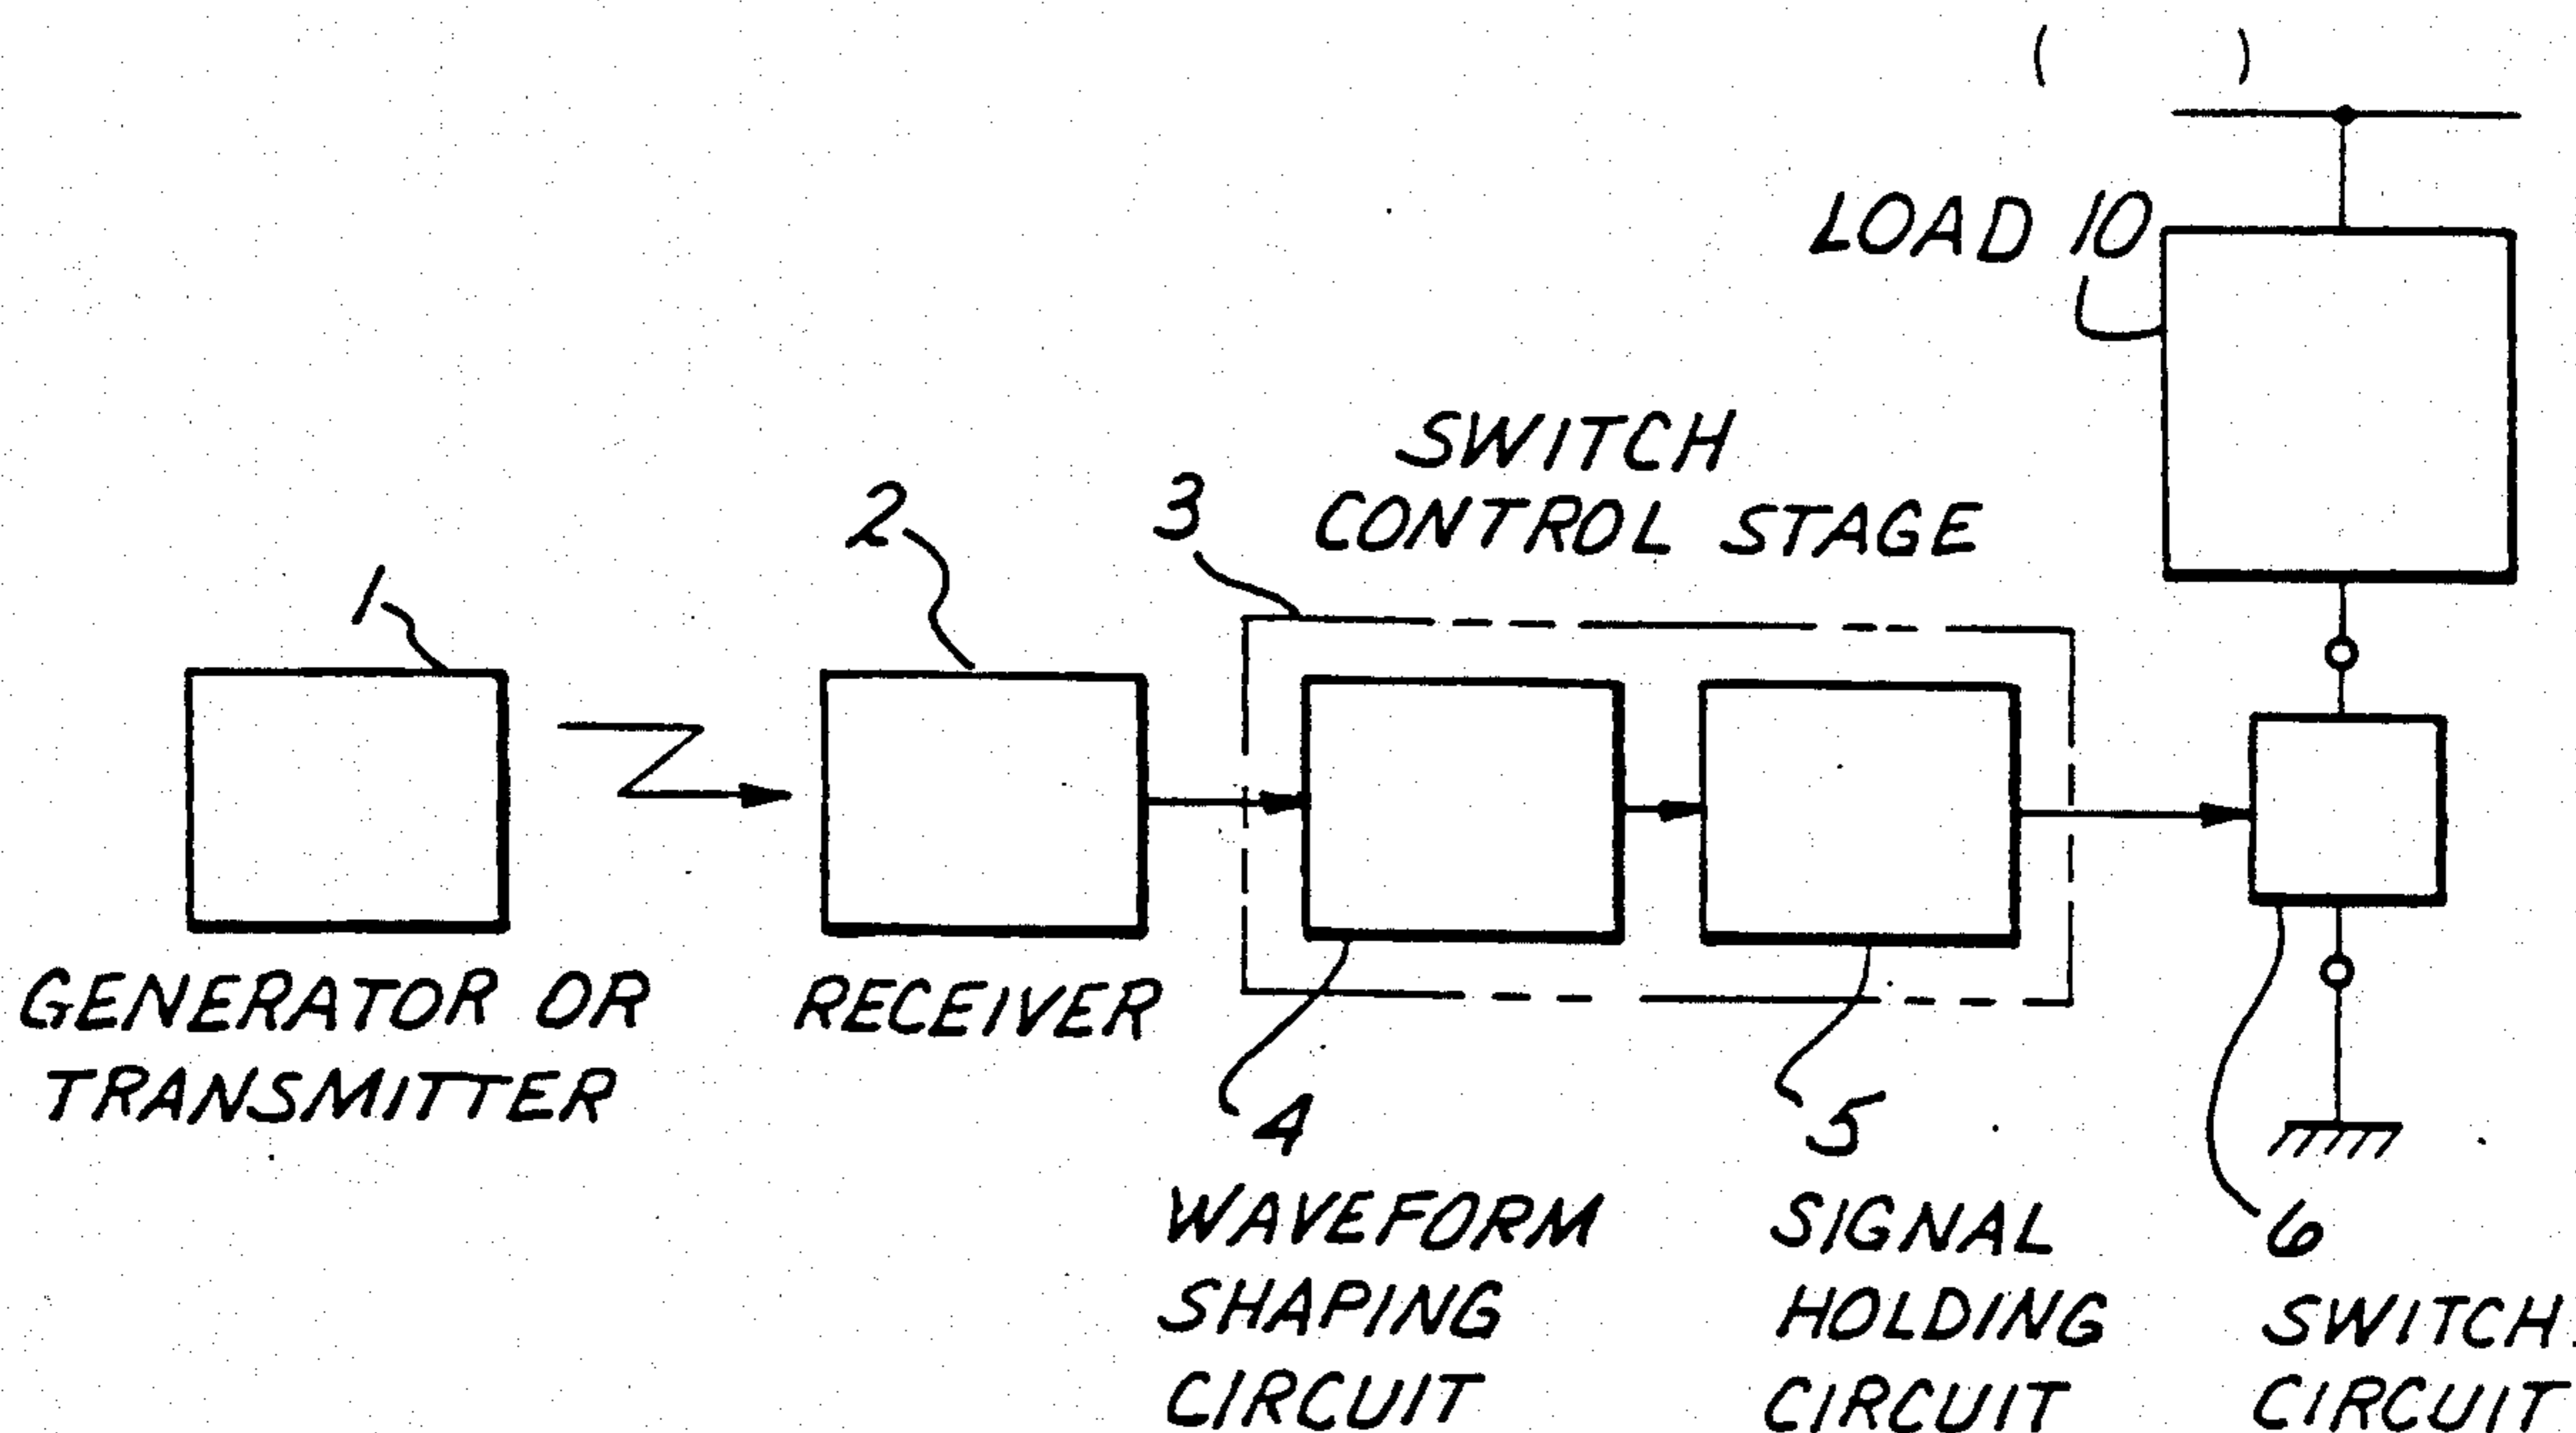 ( )
LOAD 10
SWITCH
CONTROL STAGE
3
2
1
GENERATOR OR
TRANSMITTER
RECEIVER
4
WAVEFORM
SHAPING
CIRCUIT
5
SIGNAL
HOLDING
CIRCUIT
6
SWITCH
CIRCUIT